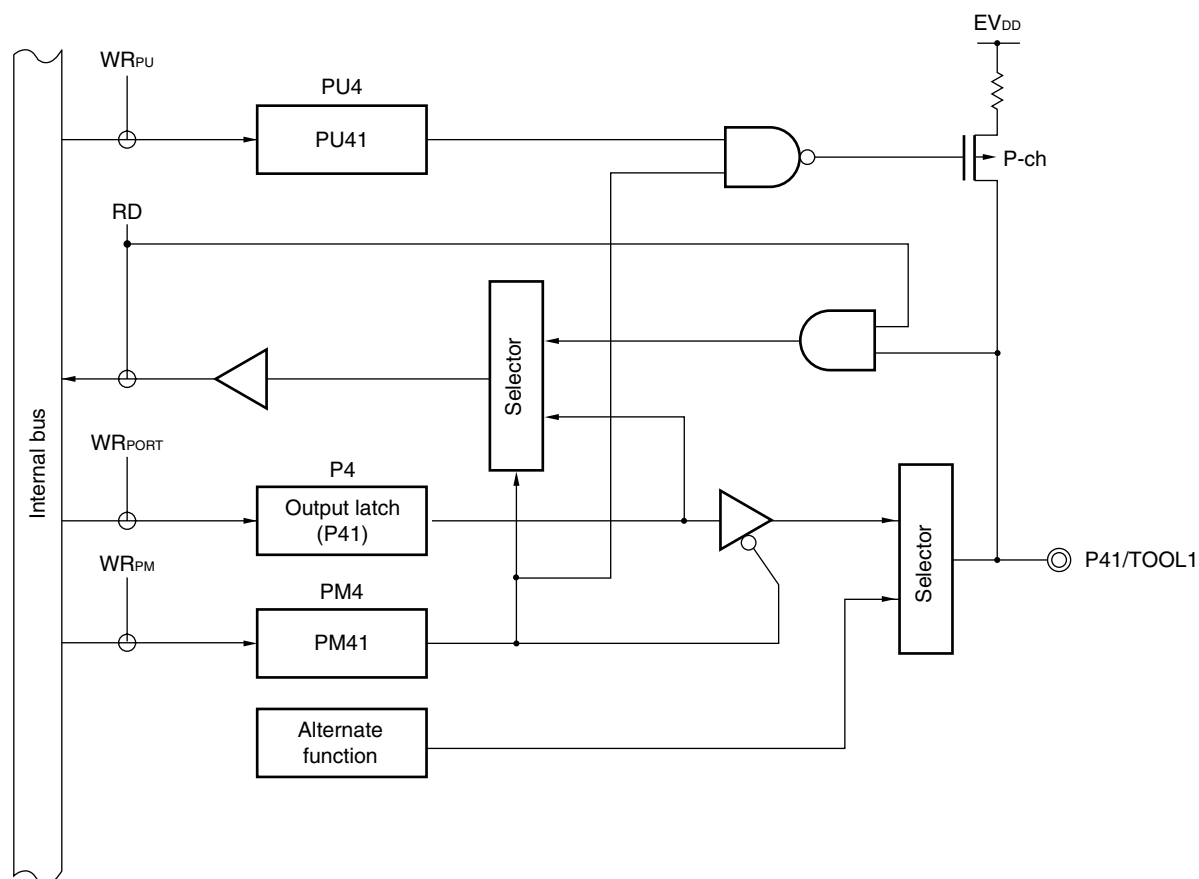 EVDD
WRPU
PU4
PU41
P-ch
RD
Selector
Internal bus
WRPORT
P4
Output latch
(P41)
WRPM
PM4
PM41
Selector
P41/TOOL1
Alternate
function